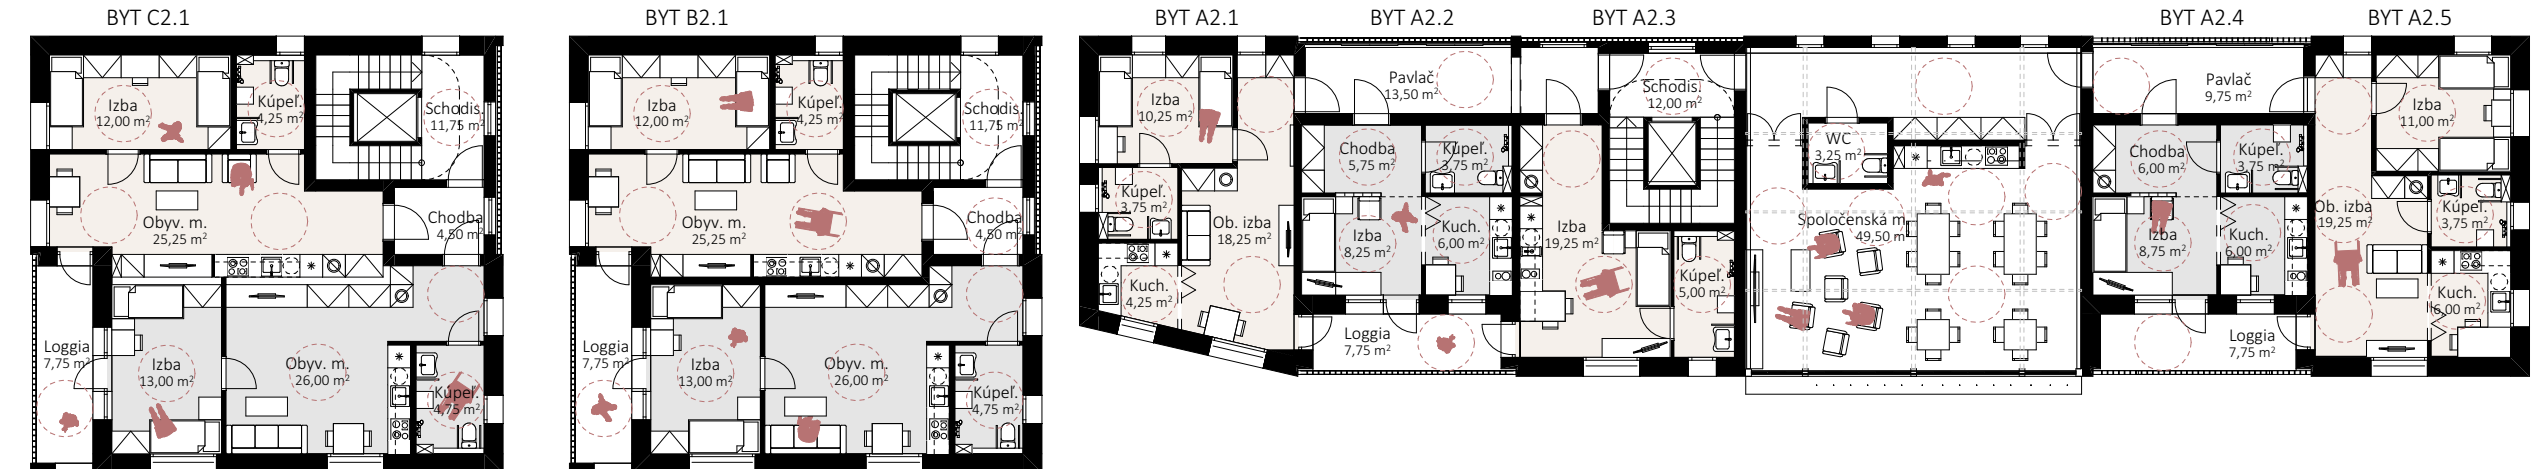 BYT C2.1
BYT B2.1
BYT A2.1
BYT A2.2
BYT A2.3
BYT A2.4
BYT A2.5
Izba
12,00 m²
Kúpeľ.
4,25 m²
Schodis.
11,75 m²
Obyv. m.
25,25 m²
Chodba
4,50 m²
Loggia
7,75 m²
Izba
13,00 m²
Obyv. m.
26,00 m²
Kúpeľ.
4,75 m²
Izba
12,00 m²
Kúpeľ.
4,25 m²
Schodis.
11,75 m²
Obyv. m.
25,25 m²
Chodba
4,50 m²
Loggia
7,75 m²
Izba
13,00 m²
Obyv. m.
26,00 m²
Kúpeľ.
4,75 m²
Izba
10,25 m²
Kúpeľ.
3,75 m²
Ob. izba
18,25 m²
Kuch.
4,25 m²
Pavlač
13,50 m²
Chodba
5,75 m²
Kúpeľ.
3,75 m²
Izba
8,25 m²
Kuch.
6,00 m²
Loggia
7,75 m²
Schodis.
12,00 m²
Izba
19,25 m²
Kúpeľ.
5,00 m²
WC
3,25 m²
Spoločenská m.
49,50 m²
Pavlač
9,75 m²
Chodba
6,00 m²
Kúpeľ.
3,75 m²
Izba
8,75 m²
Kuch.
6,00 m²
Loggia
7,75 m²
Izba
11,00 m²
Ob. izba
19,25 m²
Kúpeľ.
3,75 m²
Kuch.
6,00 m²